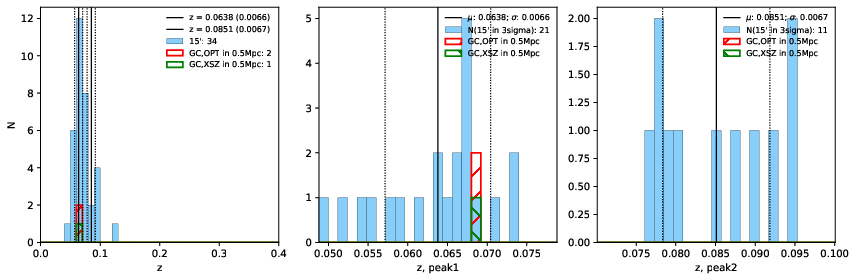 z = 0.0638 (0.0066)
z = 0.0851 (0.0067)
15': 34
GC,OPT in 0.5Mpc: 2
GC,XSZ in 0.5Mpc: 1
N
12
10
8
6
4
2
0
0.0 0.1 0.2 0.3 0.4
z
μ: 0.0638; σ: 0.0066
N(15' in 3sigma): 21
GC,OPT in 0.5Mpc
GC,XSZ in 0.5Mpc
5
4
3
2
1
0
0.050 0.055 0.060 0.065 0.070 0.075
z, peak1
μ: 0.0851; σ: 0.0067
N(15' in 3sigma): 11
GC,OPT in 0.5Mpc
GC,XSZ in 0.5Mpc
2.00
1.75
1.50
1.25
1.00
0.75
0.50
0.25
0.00
0.075 0.080 0.085 0.090 0.095 0.100
z, peak2